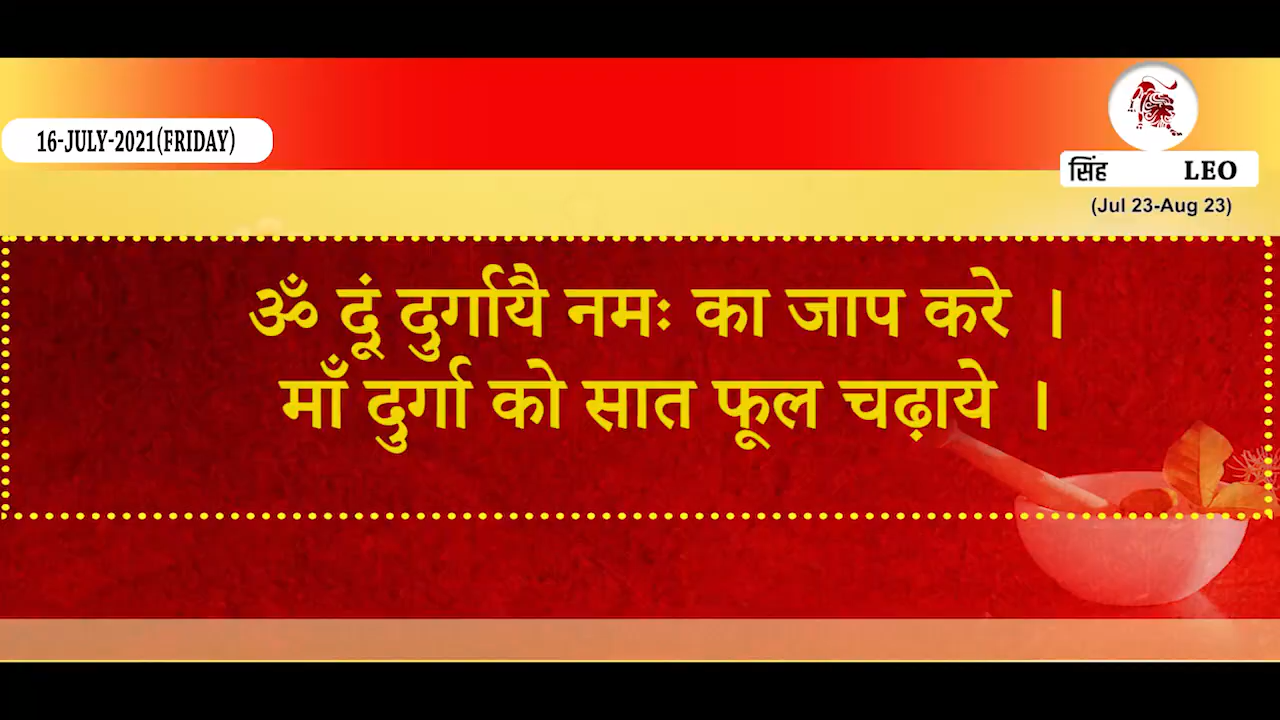 16-JULY-2021(FRIDAY)
सिंह LEO
(Jul 23-Aug 23)
ॐ दूं दुर्गायै नमः का जाप करे ।
माँ दुर्गा को सात फूल चढ़ाये ।